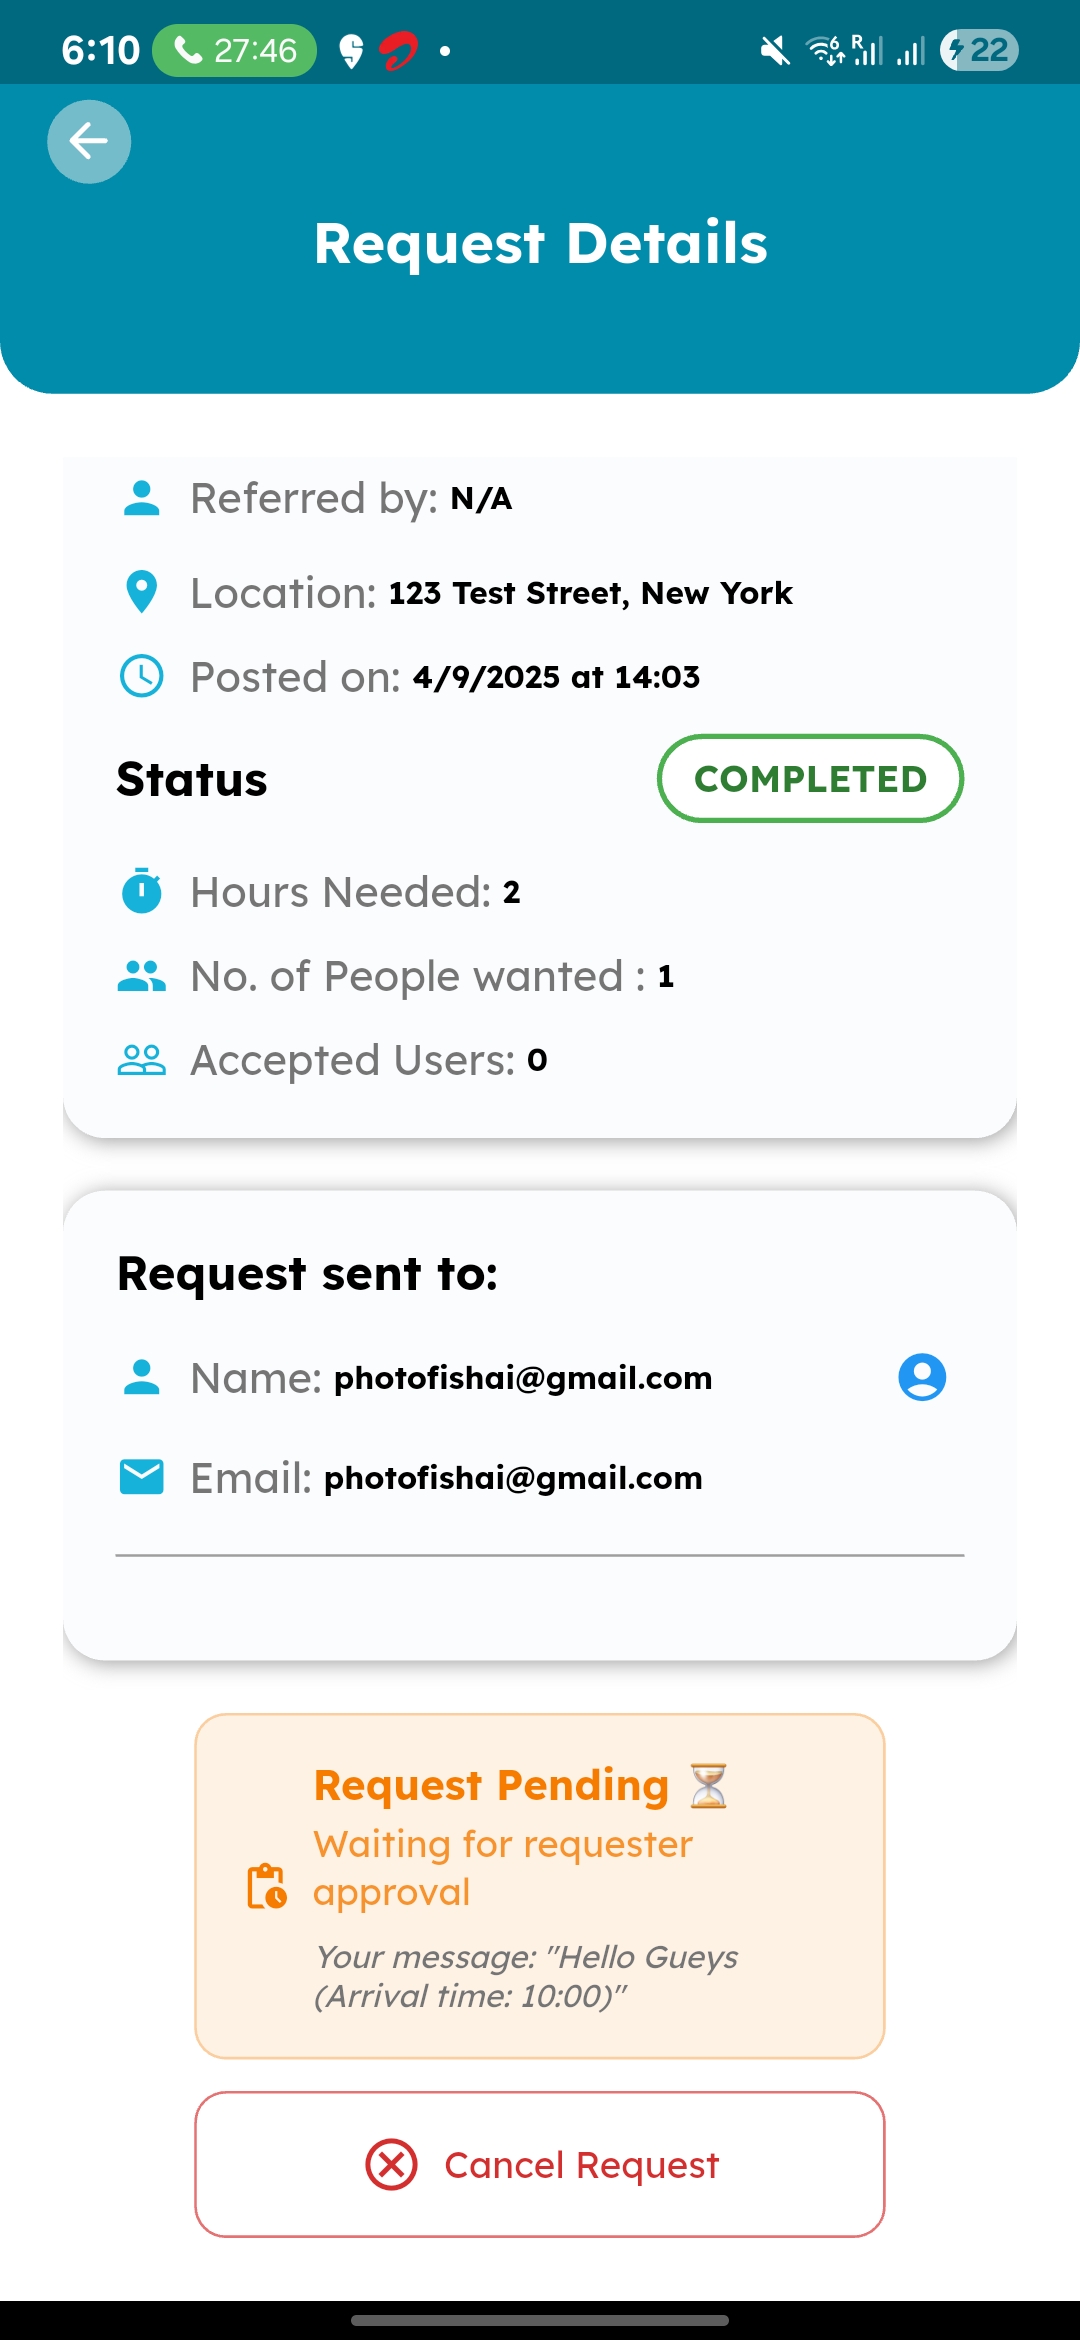 6:10 27:46 6 R 22
Request Details
Referred by: N/A
Location: 123 Test Street, New York
Posted on: 4/9/2025 at 14:03
Status COMPLETED
Hours Needed: 2
No. of People wanted : 1
Accepted Users: 0
Request sent to:
Name: photofishai@gmail.com
Email: photofishai@gmail.com
Request Pending ⏳
Waiting for requester
approval
Your message: "Hello Gueys
(Arrival time: 10:00)"
Cancel Request